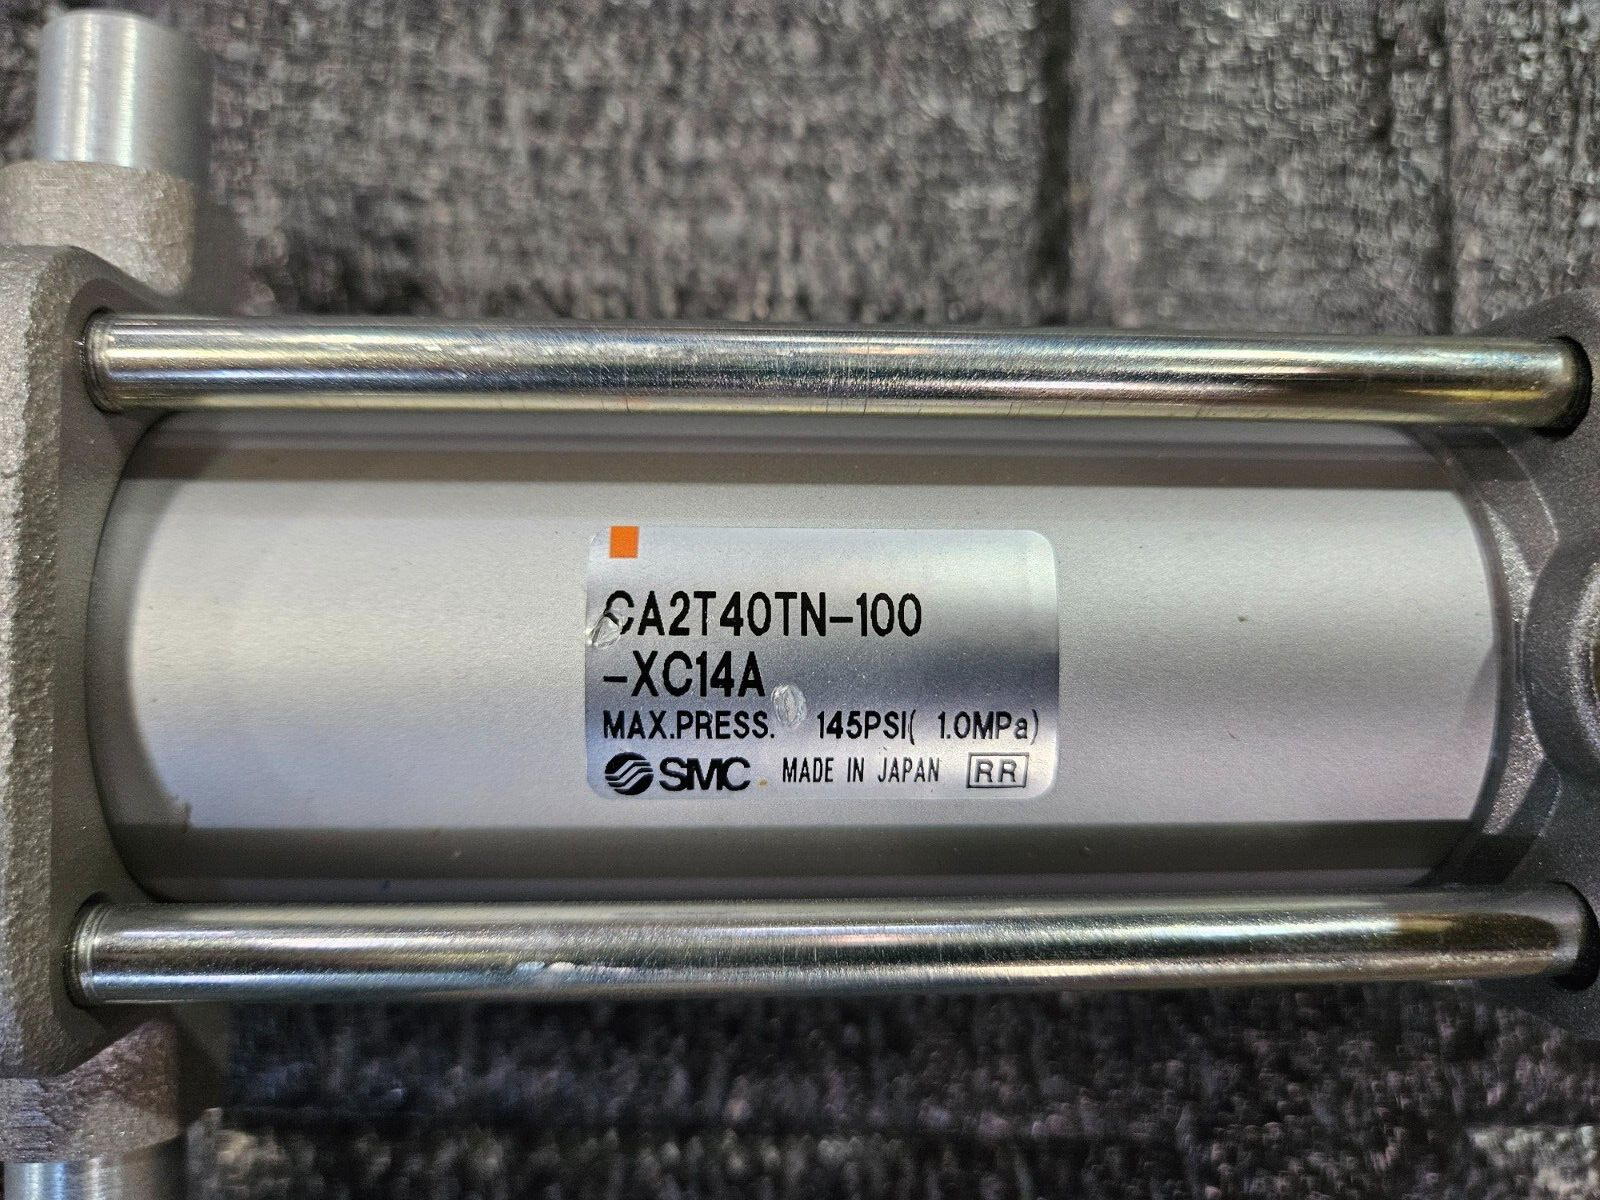 CA2T40TN-100
-XC14A
MAX.PRESS. 145PSI( 1.0MPa)
SMC MADE IN JAPAN RR